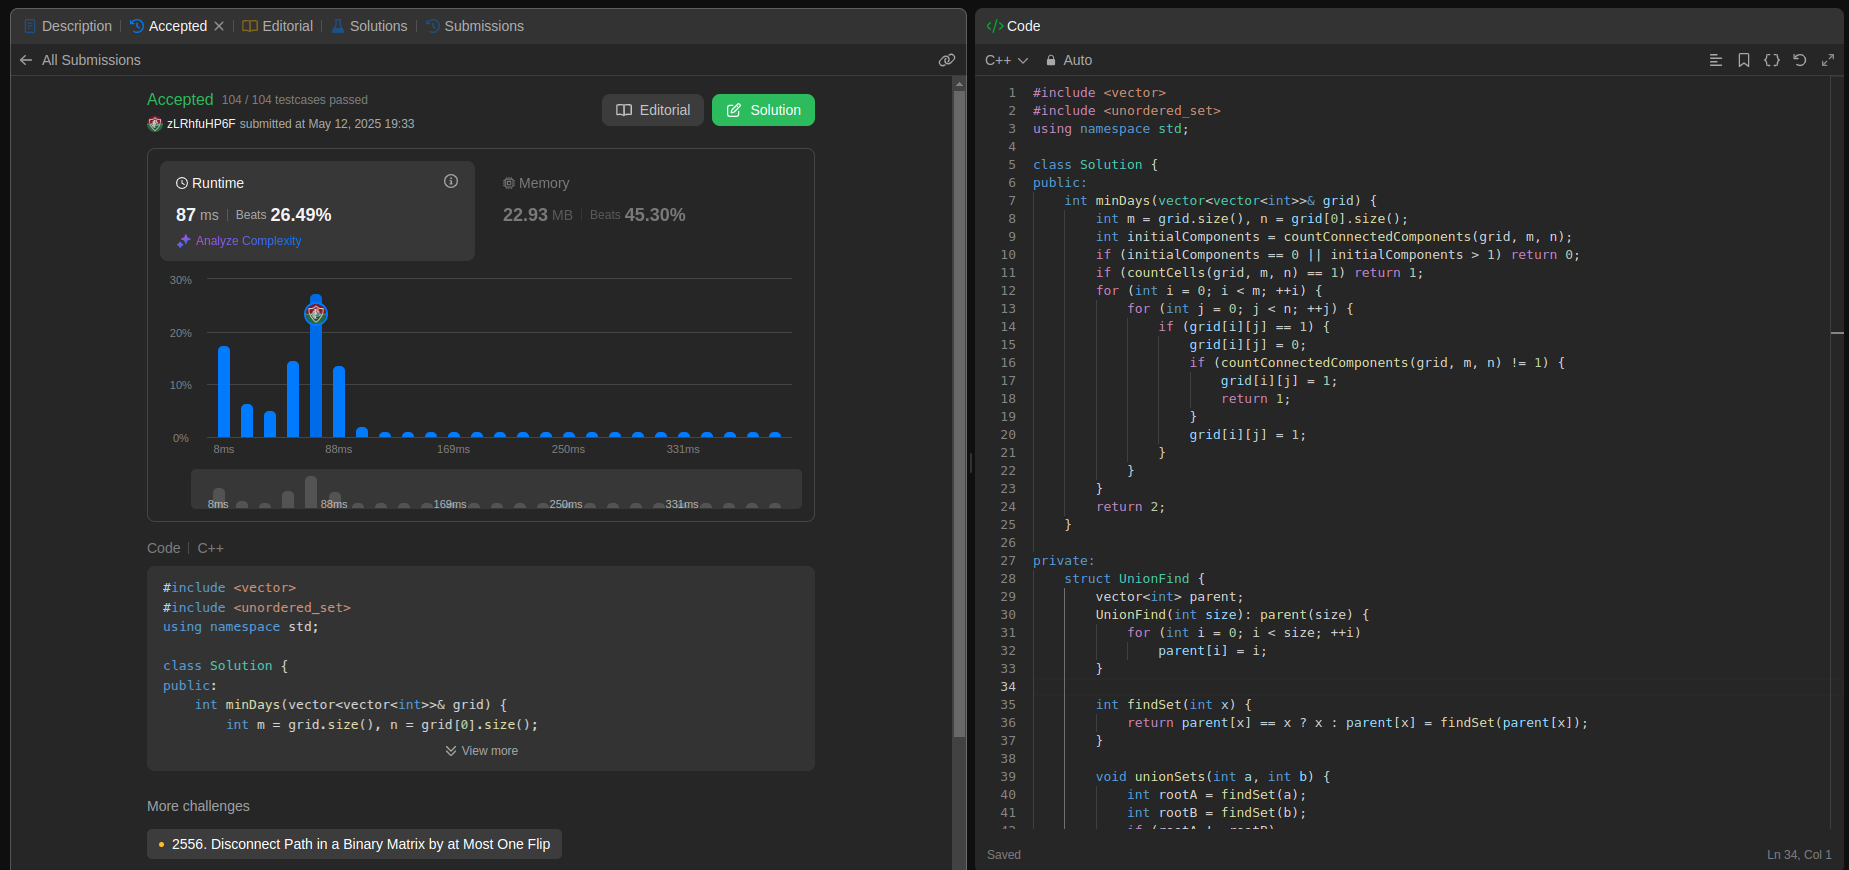 Description
Accepted
Editorial
Solutions
Submissions
All Submissions
Accepted 104 / 104 testcases passed
zLRhfuHP6F submitted at May 12, 2025 19:33
Editorial
Solution
Runtime
87 ms Beats 26.49%
Analyze Complexity
Memory
22.93 MB Beats 45.30%
30%
20%
10%
0%
8ms 88ms 169ms 250ms 331ms
8ms 88ms 169ms 250ms 331ms
Code C++
#include <vector>
#include <unordered_set>
using namespace std;
class Solution {
public:
int minDays(vector<vector<int>>& grid) {
int m = grid.size(), n = grid[0].size();
View more
More challenges
2556. Disconnect Path in a Binary Matrix by at Most One Flip
</> Code
C++ Auto
1 #include <vector>
2 #include <unordered_set>
3 using namespace std;
4
5 class Solution {
6 public:
7 int minDays(vector<vector<int>>& grid) {
8 int m = grid.size(), n = grid[0].size();
9 int initialComponents = countConnectedComponents(grid, m, n);
10 if (initialComponents == 0 || initialComponents > 1) return 0;
11 if (countCells(grid, m, n) == 1) return 1;
12 for (int i = 0; i < m; ++i) {
13 for (int j = 0; j < n; ++j) {
14 if (grid[i][j] == 1) {
15 grid[i][j] = 0;
16 if (countConnectedComponents(grid, m, n) != 1) {
17 grid[i][j] = 1;
18 return 1;
19 }
20 grid[i][j] = 1;
21 }
22 }
23 }
24 return 2;
25 }
26
27 private:
28 struct UnionFind {
29 vector<int> parent;
30 UnionFind(int size): parent(size) {
31 for (int i = 0; i < size; ++i)
32 parent[i] = i;
33 }
34
35 int findSet(int x) {
36 return parent[x] == x ? x : parent[x] = findSet(parent[x]);
37 }
38
39 void unionSets(int a, int b) {
40 int rootA = findSet(a);
41 int rootB = findSet(b);
Saved
Ln 34, Col 1